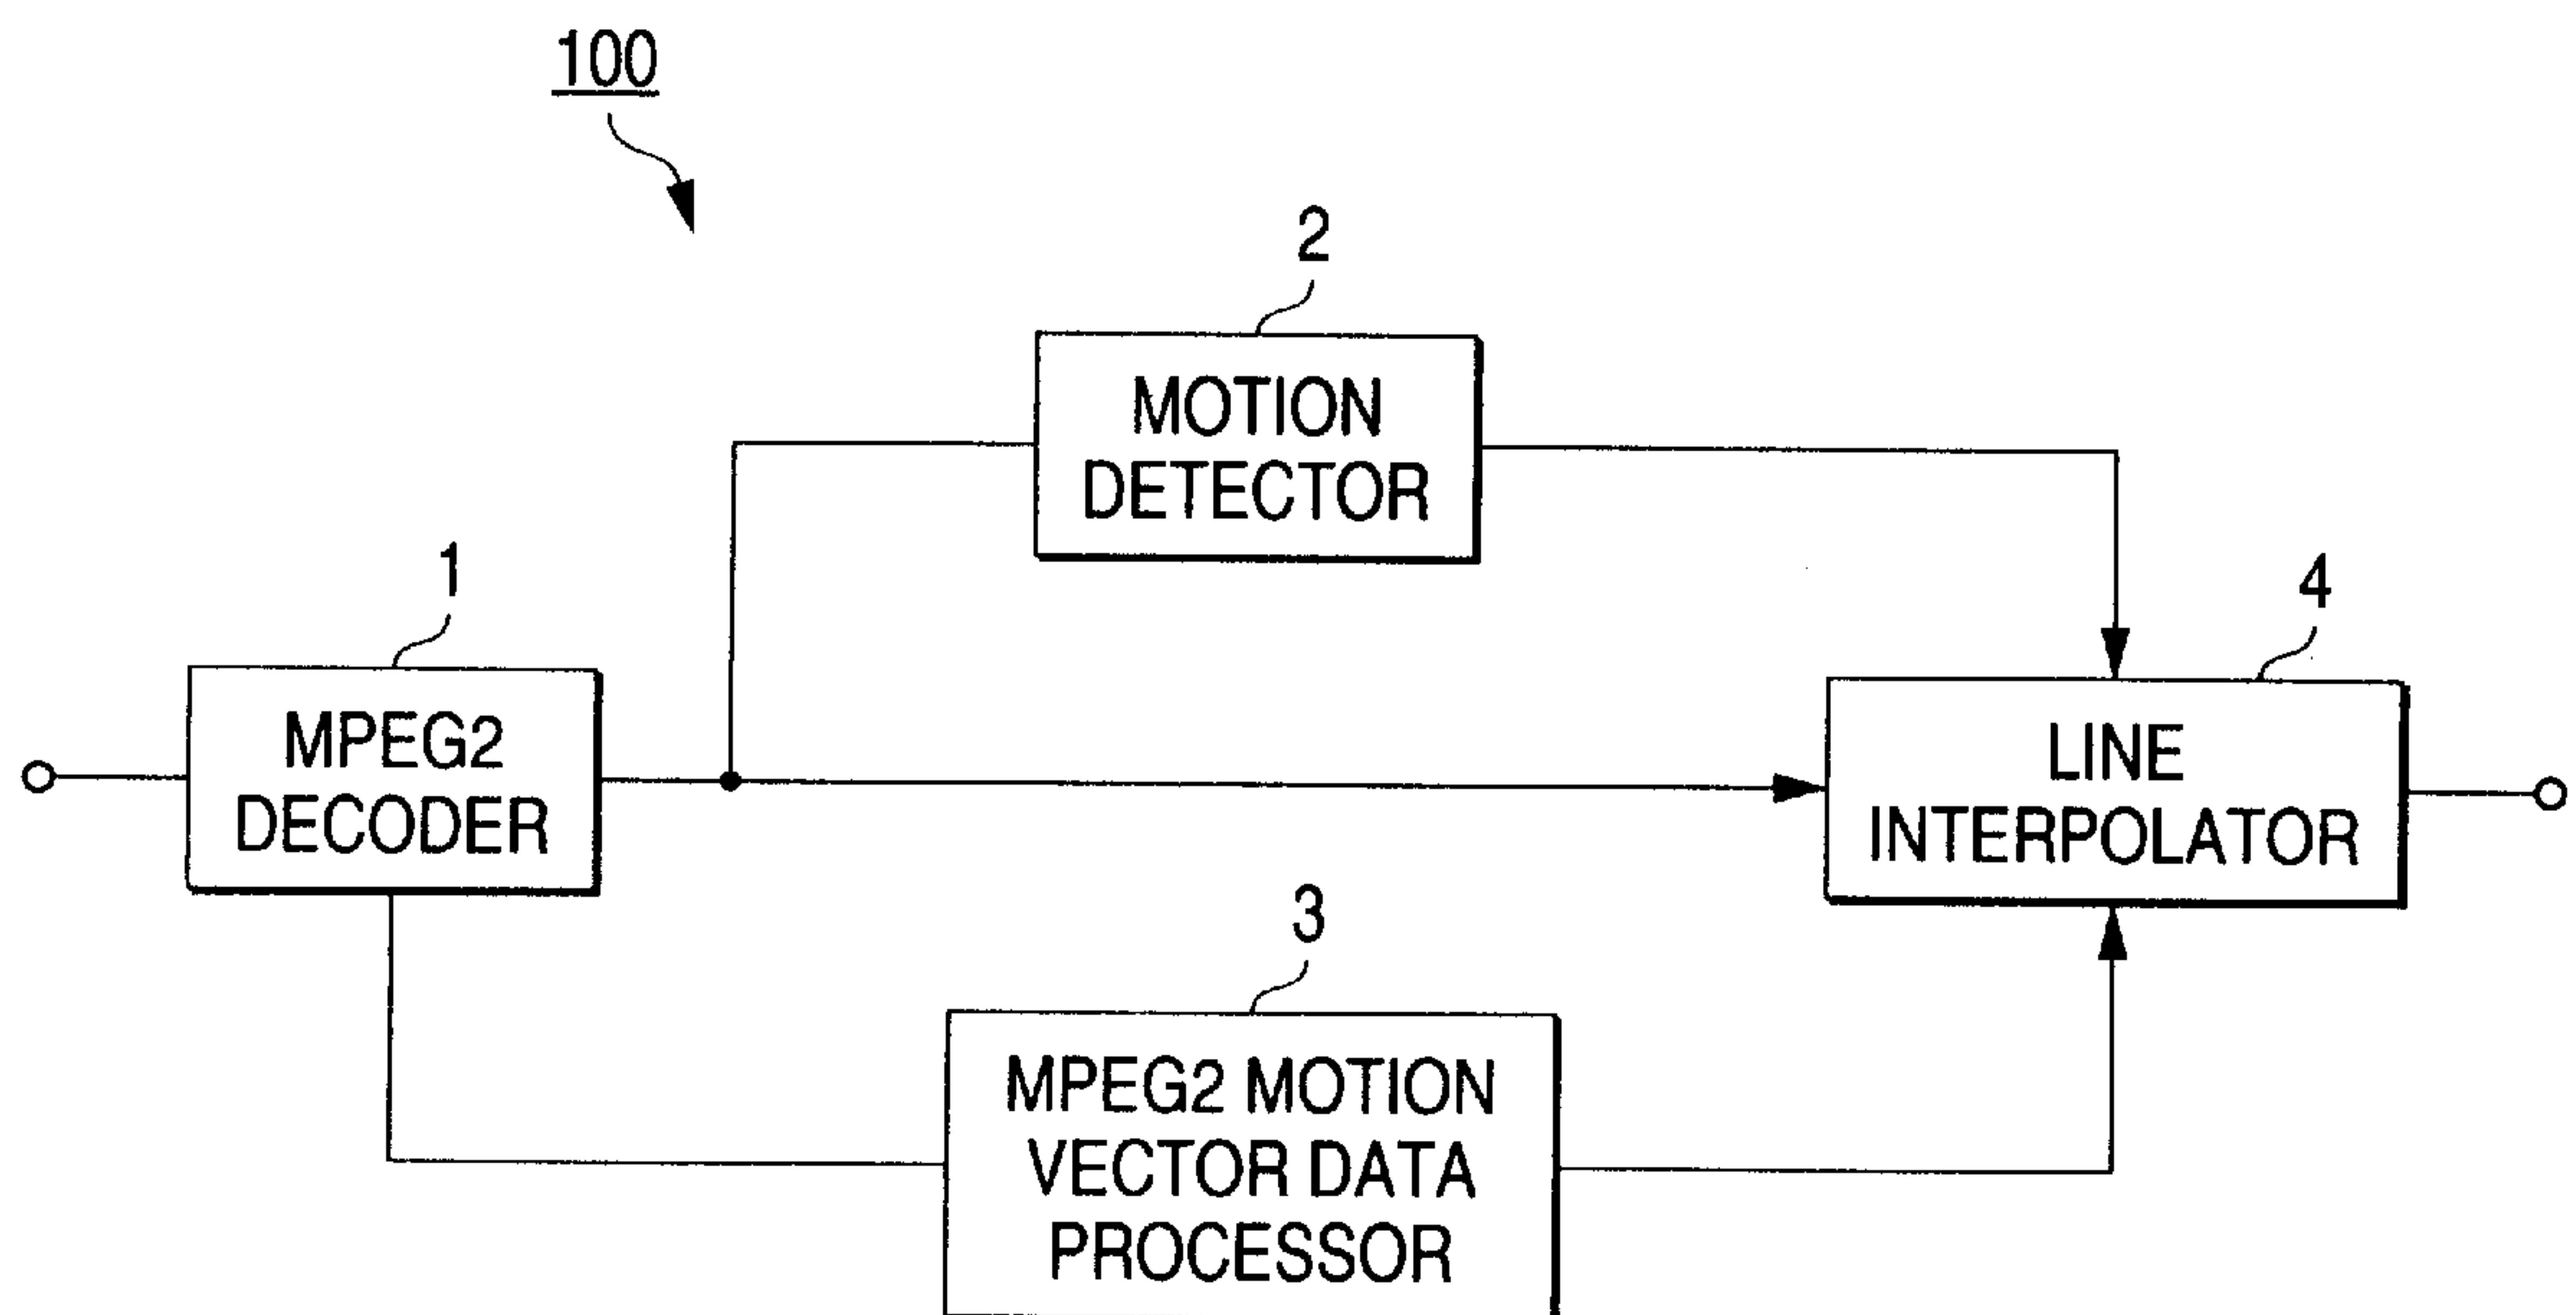 100
2
MOTION
DETECTOR
1
4
MPEG2
DECODER
LINE
INTERPOLATOR
3
MPEG2 MOTION
VECTOR DATA
PROCESSOR